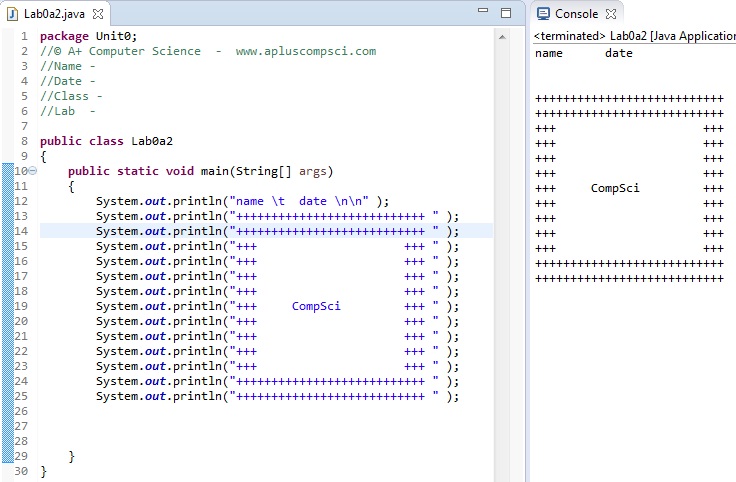 Lab0a2.java
1 package Unit0;
2 //© A+ Computer Science  -  www.apluscompsci.com
3 //Name -
4 //Date -
5 //Class -
6 //Lab  -
7
8 public class Lab0a2
9 {
10     public static void main(String[] args)
11     {
12         System.out.println("name \t  date \n\n" );
13         System.out.println("+++++++++++++++++++++++++++ " );
14         System.out.println("+++++++++++++++++++++++++++ " );
15         System.out.println("+++                     +++ " );
16         System.out.println("+++                     +++ " );
17         System.out.println("+++                     +++ " );
18         System.out.println("+++                     +++ " );
19         System.out.println("+++     CompSci         +++ " );
20         System.out.println("+++                     +++ " );
21         System.out.println("+++                     +++ " );
22         System.out.println("+++                     +++ " );
23         System.out.println("+++                     +++ " );
24         System.out.println("+++++++++++++++++++++++++++ " );
25         System.out.println("+++++++++++++++++++++++++++ " );
26
27
28
29     }
30 }
Console
<terminated> Lab0a2 [Java Application
name      date
+++++++++++++++++++++++++++
+++++++++++++++++++++++++++
+++                     +++
+++                     +++
+++                     +++
+++                     +++
+++     CompSci         +++
+++                     +++
+++                     +++
+++                     +++
+++                     +++
+++++++++++++++++++++++++++
+++++++++++++++++++++++++++